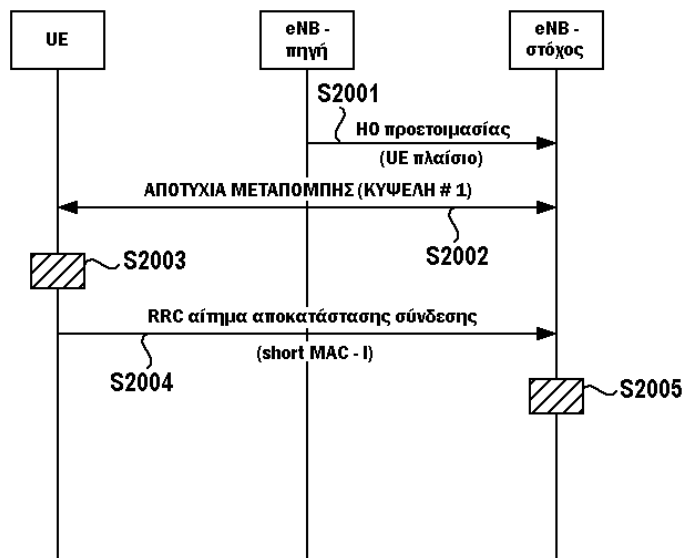 UE
eNB -
πηγή
eNB -
στόχος
S2001
HO προετοιμασίας
(UE πλαίσιο)
ΑΠΟΤΥΧΙΑ ΜΕΤΑΠΟΜΠΗΣ (ΚΥΨΕΛΗ # 1)
S2002
S2003
RRC αίτημα αποκατάστασης σύνδεσης
(short MAC - I)
S2004
S2005